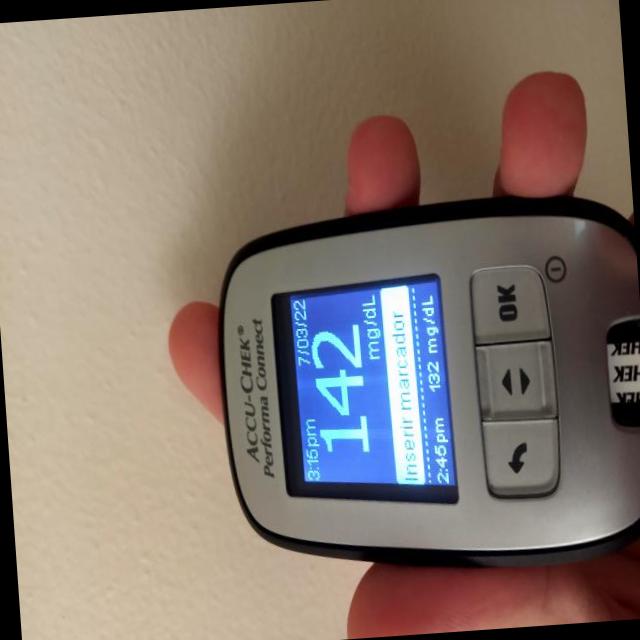 ACCU-CHEK®
Performa Connect
3:15pm 7/03/22
142
mg/dL
Inserir marcador
2:45pm 132 mg/dL
OK